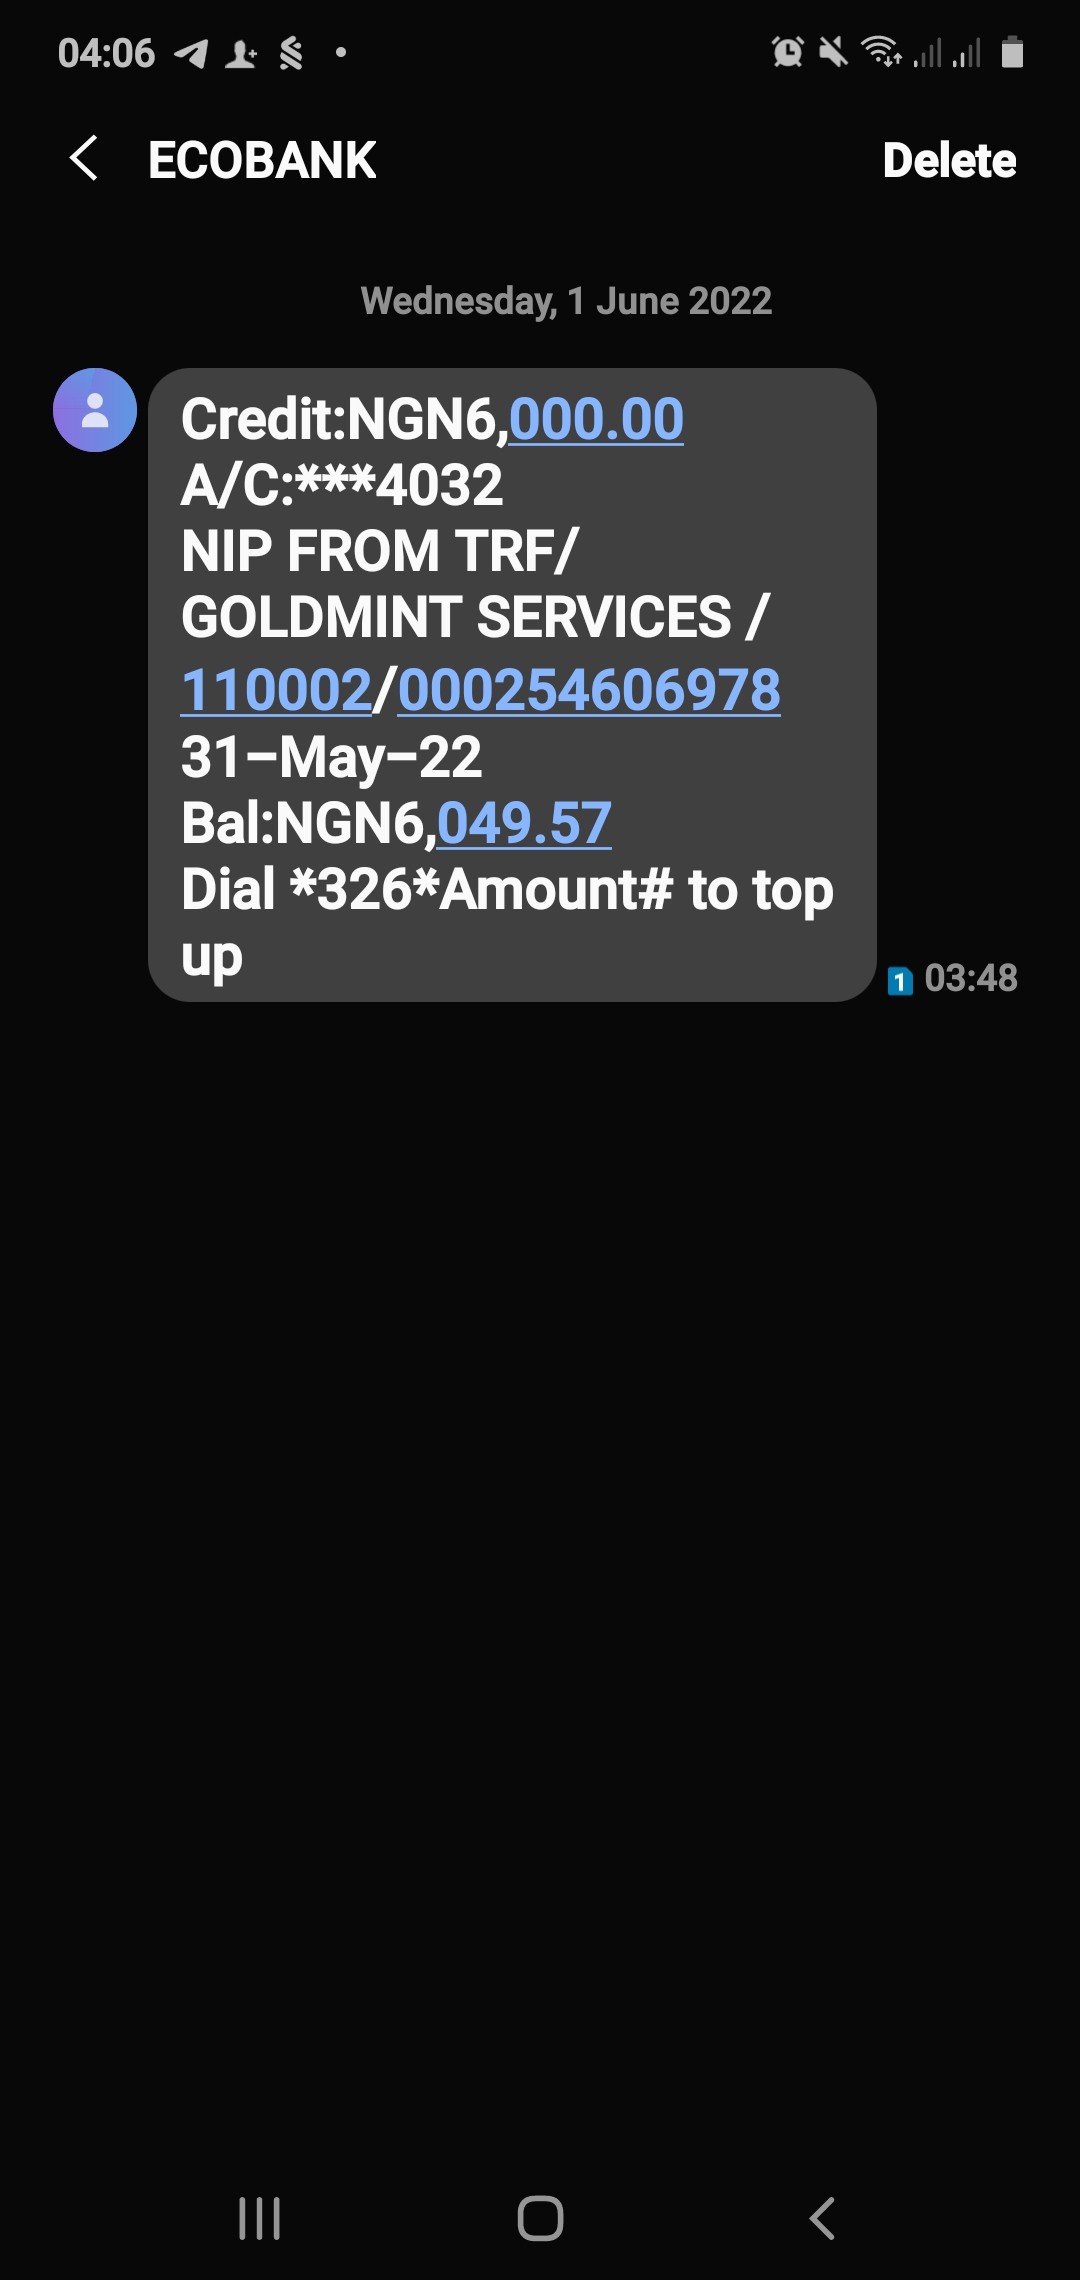 04:06
ECOBANK
Delete
Wednesday, 1 June 2022
Credit:NGN6,000.00
A/C:***4032
NIP FROM TRF/
GOLDMINT SERVICES /
110002/000254606978
31–May–22
Bal:NGN6,049.57
Dial *326*Amount# to top
up
1 03:48